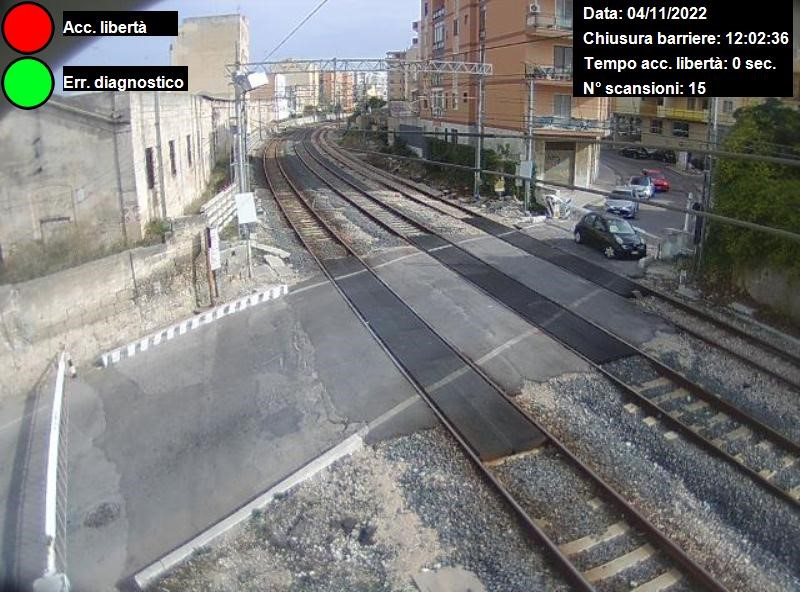 Acc. libertà
Err. diagnostico
Data: 04/11/2022
Chiusura barriere: 12:02:36
Tempo acc. libertà: 0 sec.
N° scansioni: 15